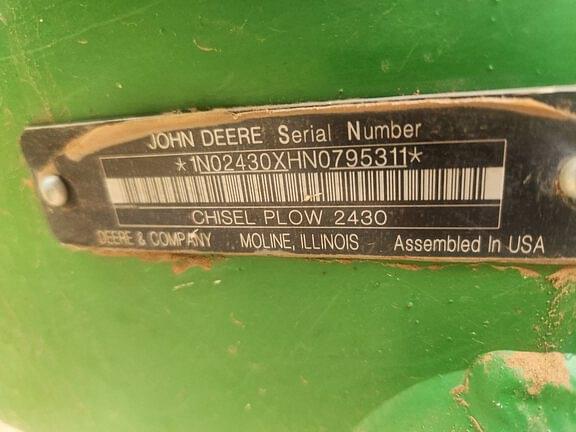 JOHN DEERE Serial Number
*1N02430XHN0795311*
CHISEL PLOW 2430
DEERE & COMPANY MOLINE, ILLINOIS Assembled In USA